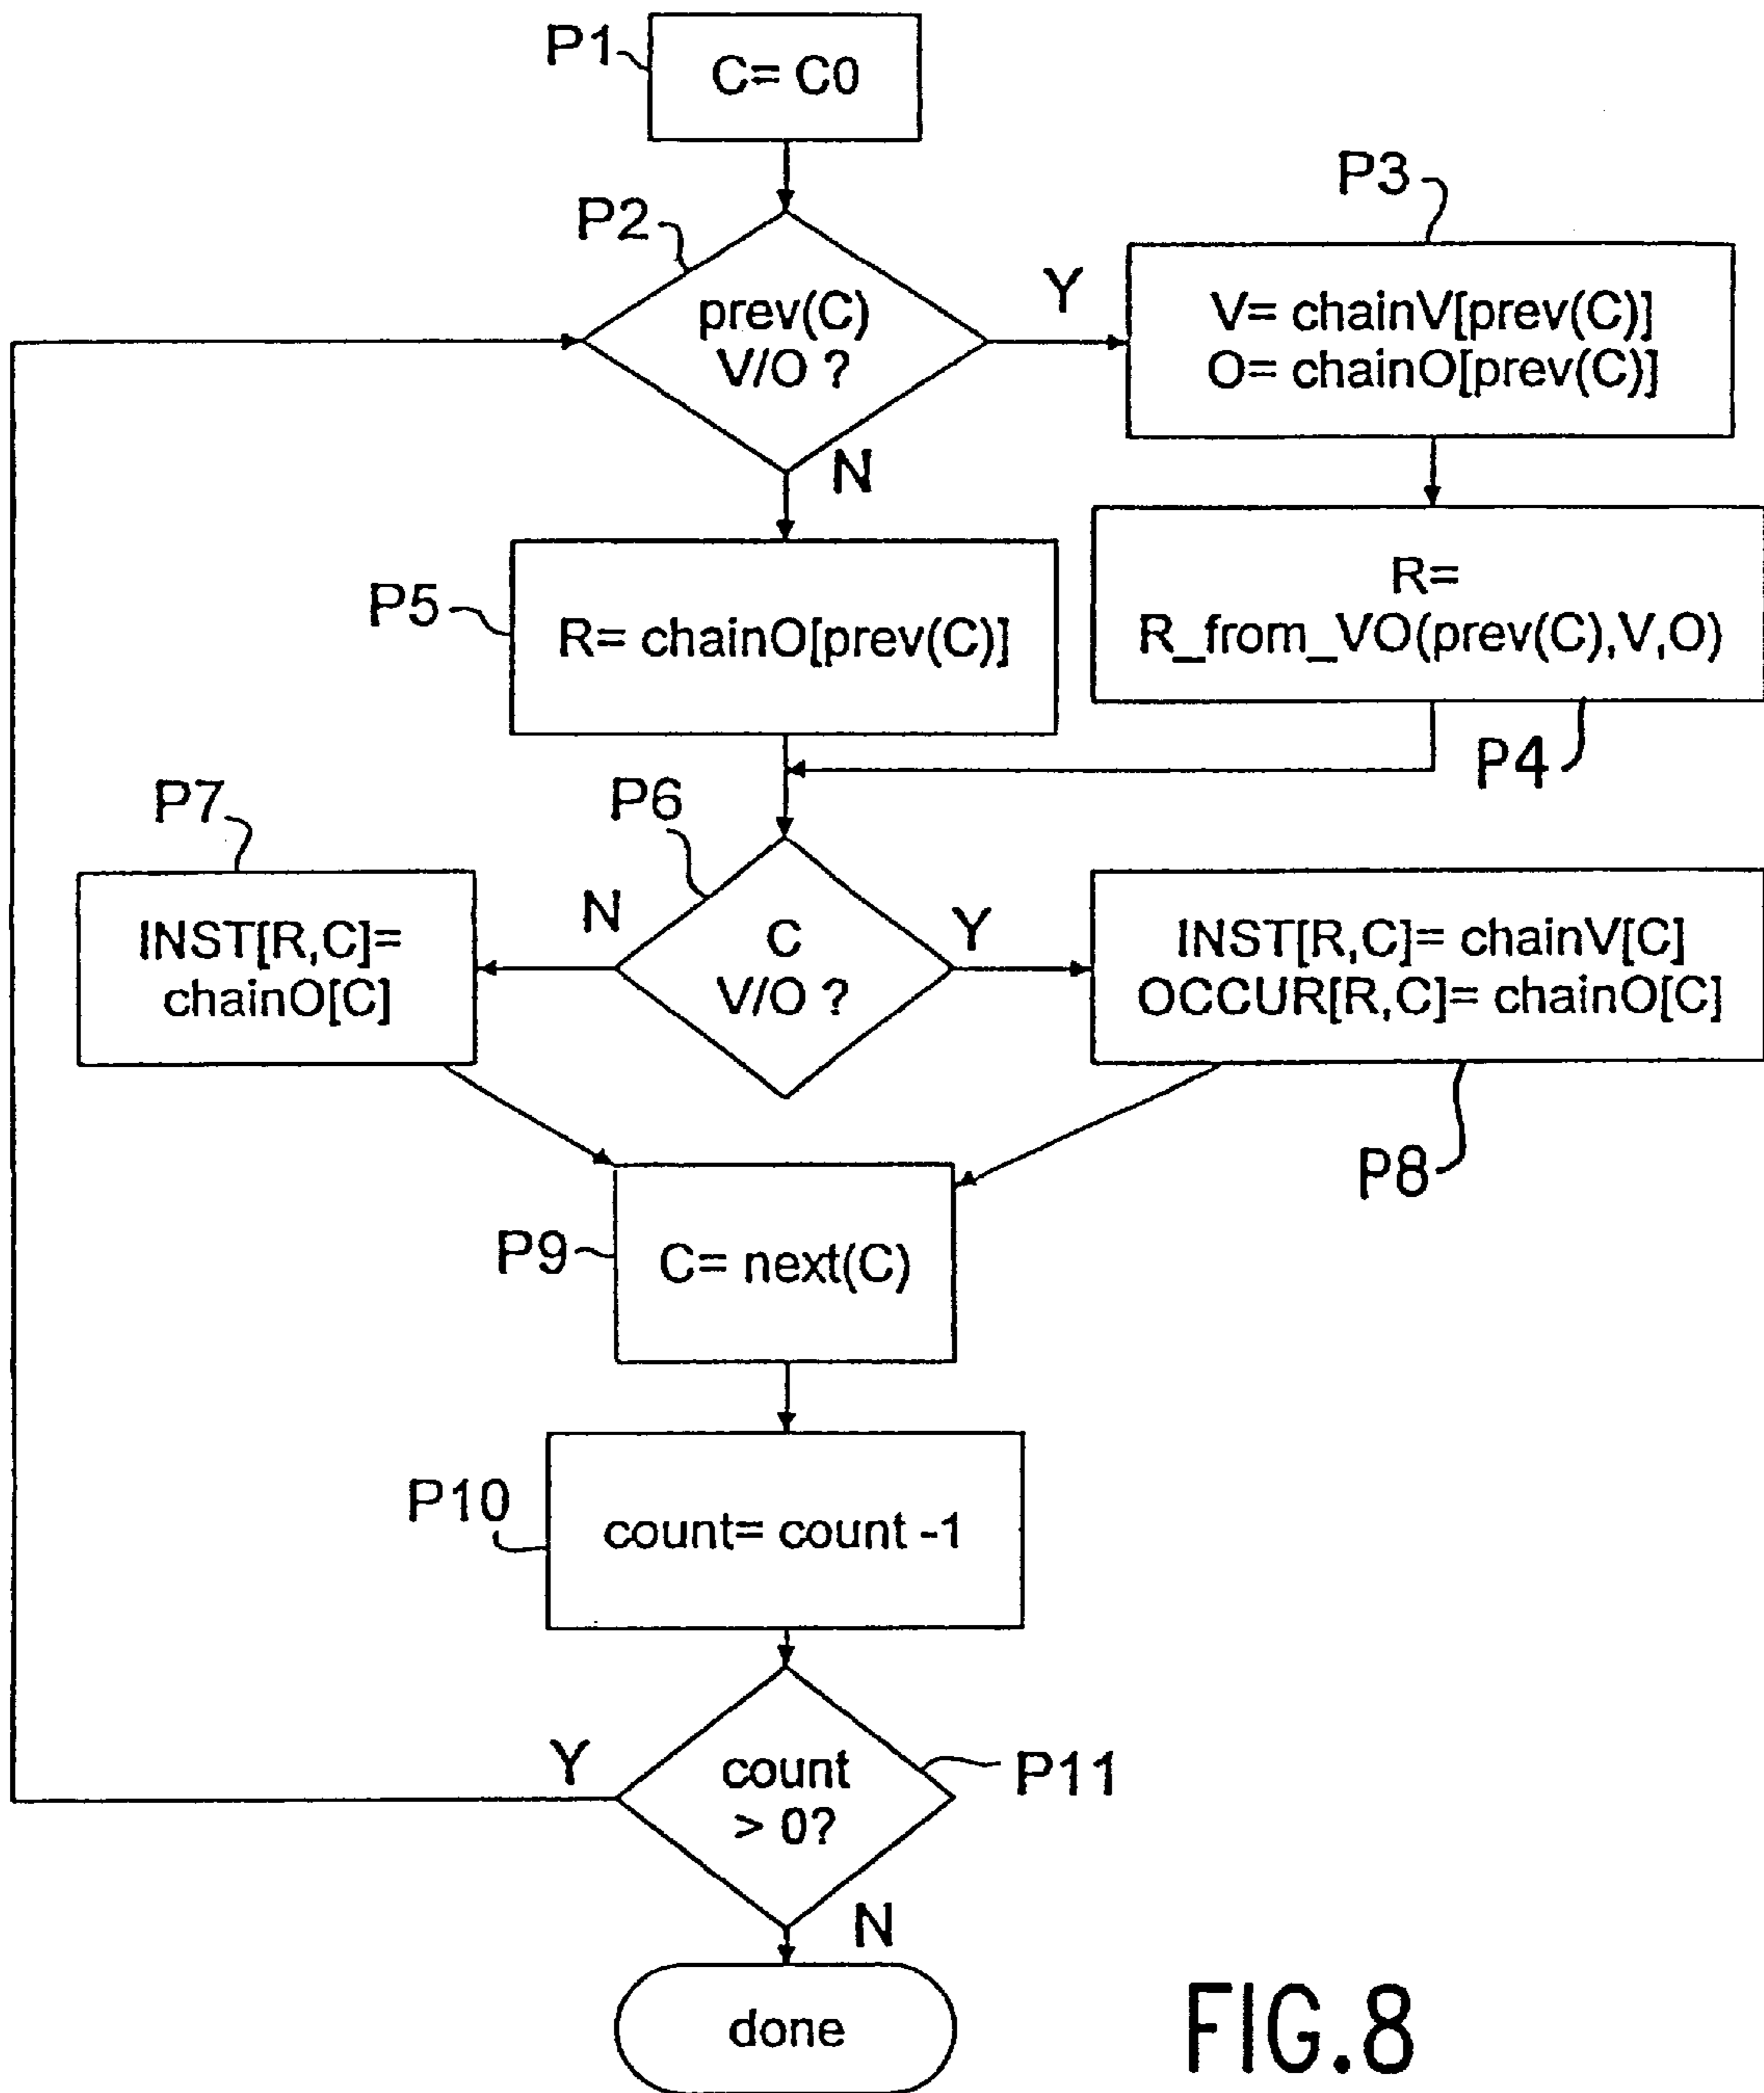 P1
C= C0
P2
prev(C)
V/O ?
Y
N
P3
V= chainV[prev(C)]
O= chainO[prev(C)]
R=
R_from_VO(prev(C),V,O)
P4
P5
R= chainO[prev(C)]
P6
C
V/O ?
N
Y
P7
INST[R,C]=
chainO[C]
INST[R,C]= chainV[C]
OCCUR[R,C]= chainO[C]
P8
P9
C= next(C)
P10
count= count -1
P11
count
> 0?
Y
N
done
FIG.8